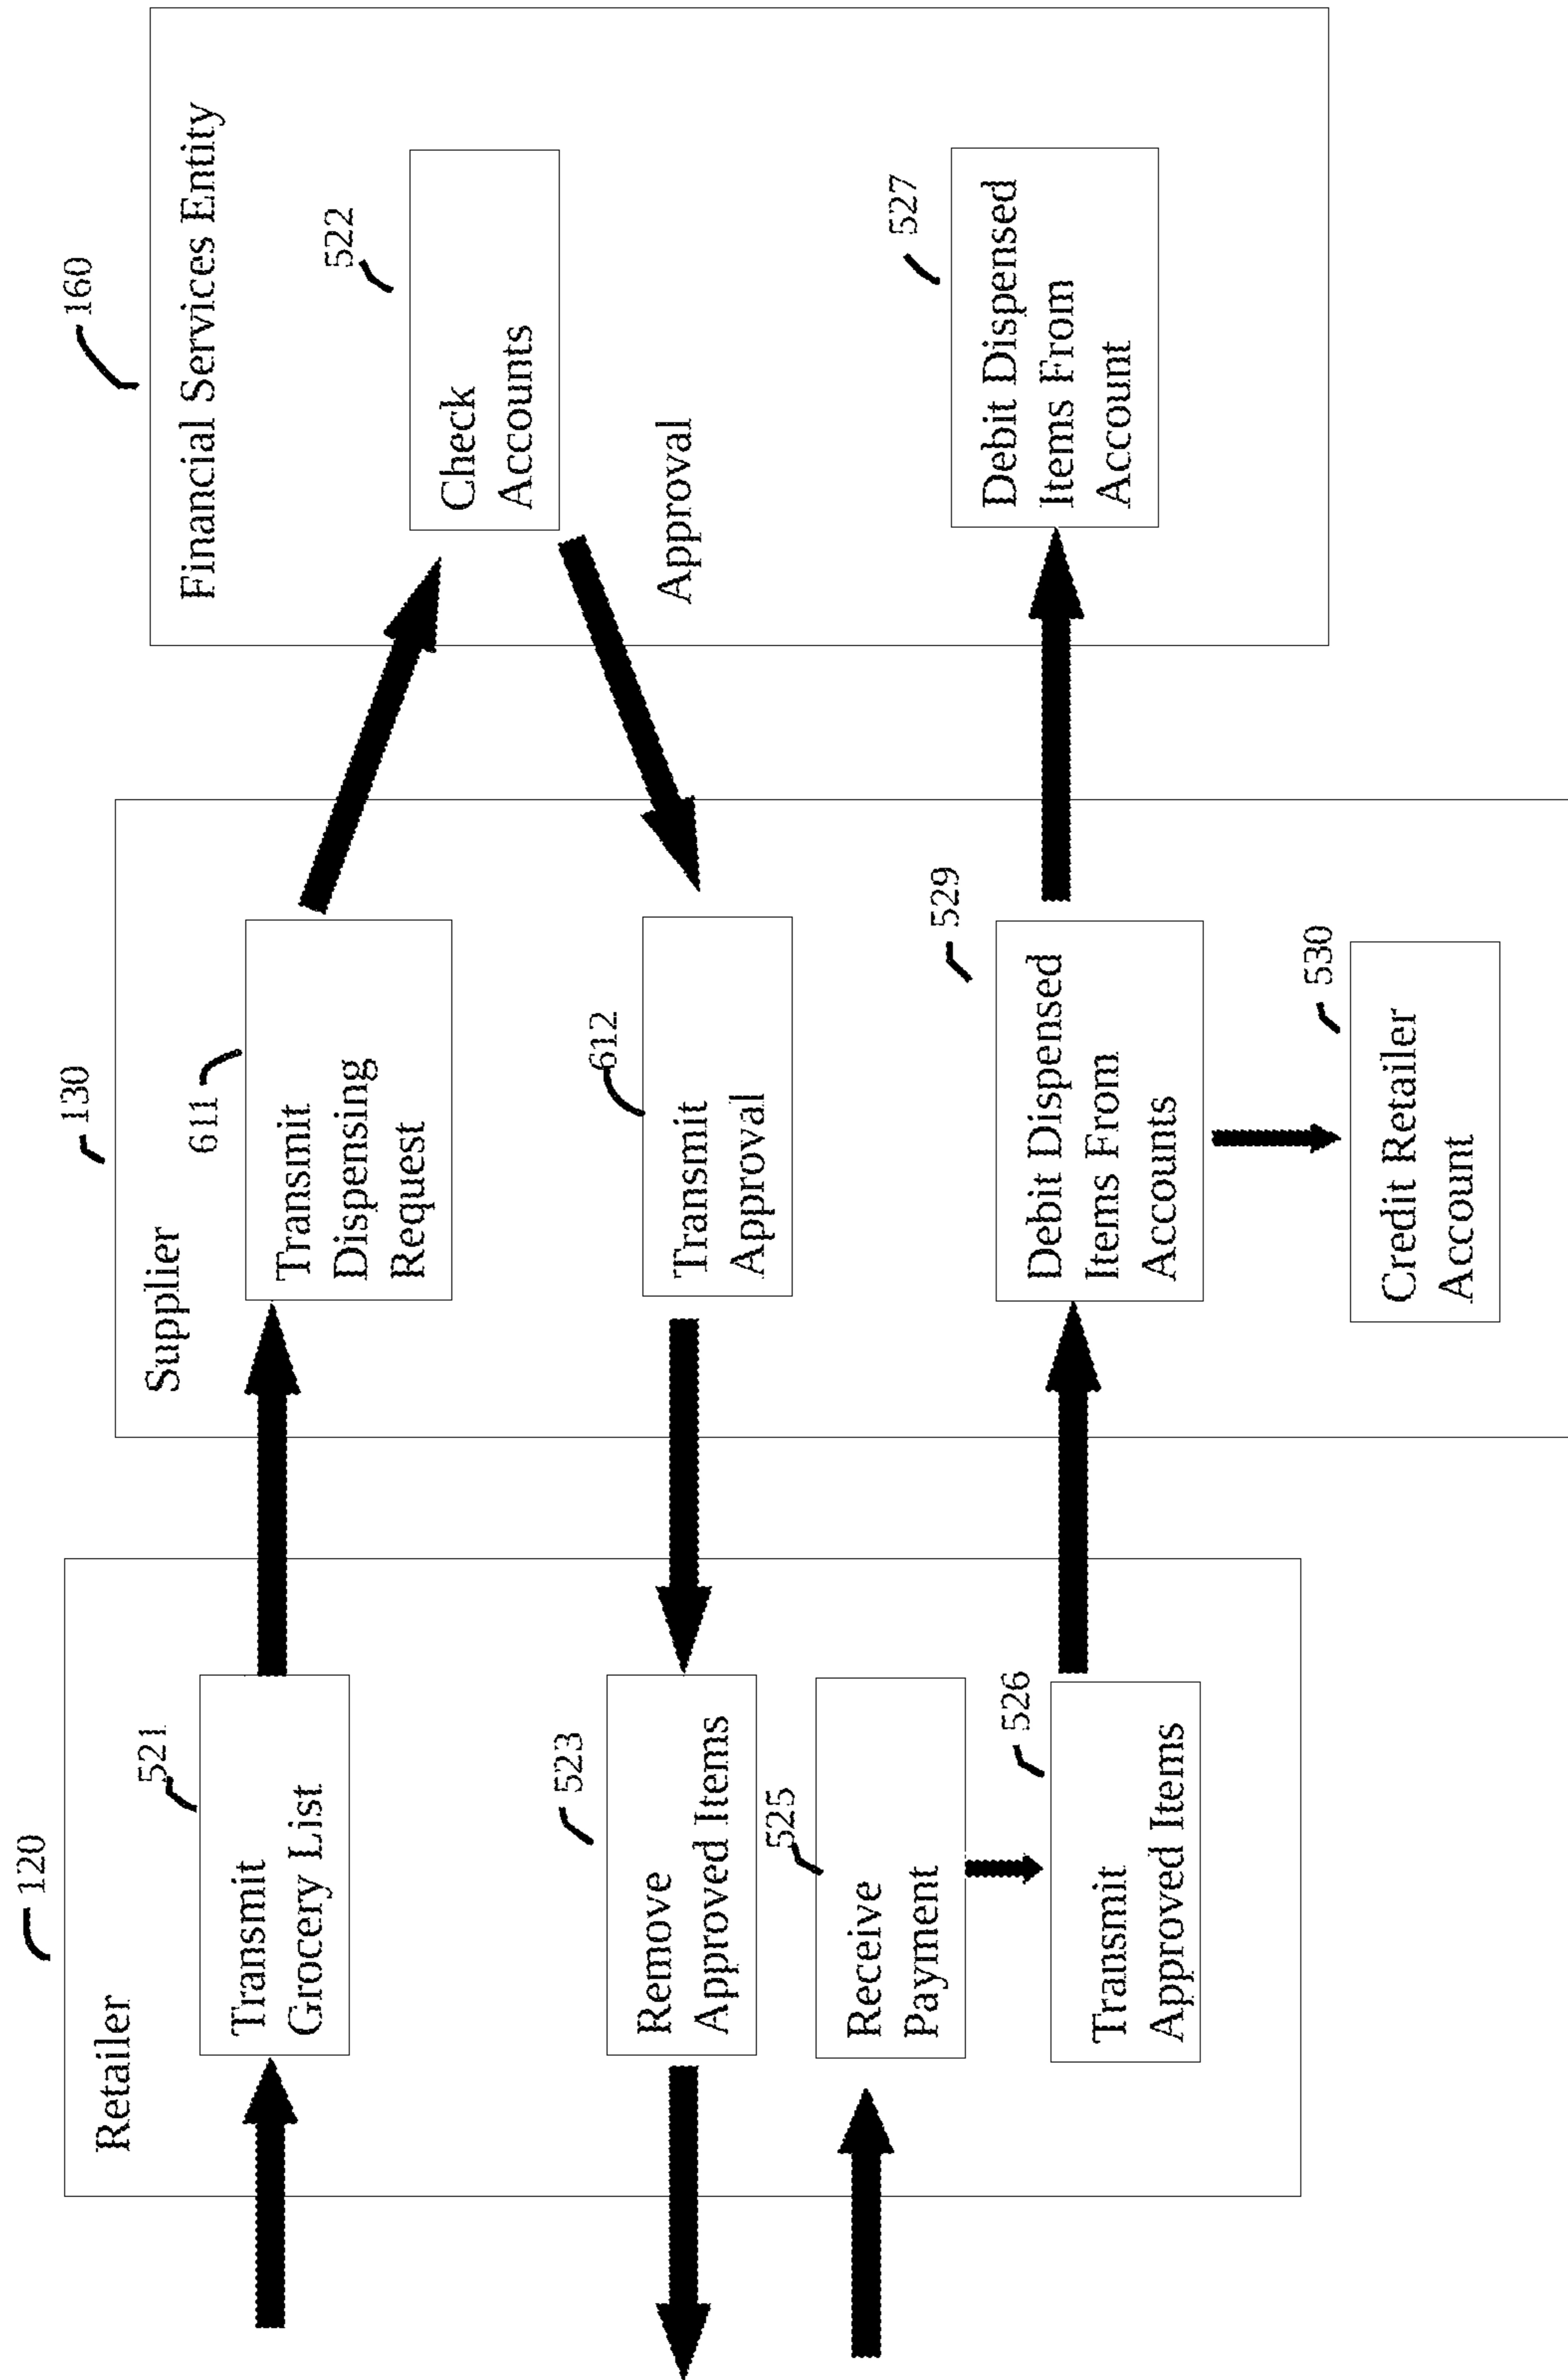 120
Retailer
521
Transmit
Grocery List
523
Remove
Approved Items
525
Receive
Payment
526
Transmit
Approved Items
130
Supplier
611
Transmit
Dispensing
Request
612
Transmit
Approval
529
Debit Dispensed
Items From
Accounts
530
Credit Retailer
Account
160
Financial Services Entity
522
Check
Accounts
Approval
527
Debit Dispensed
Items From
Account